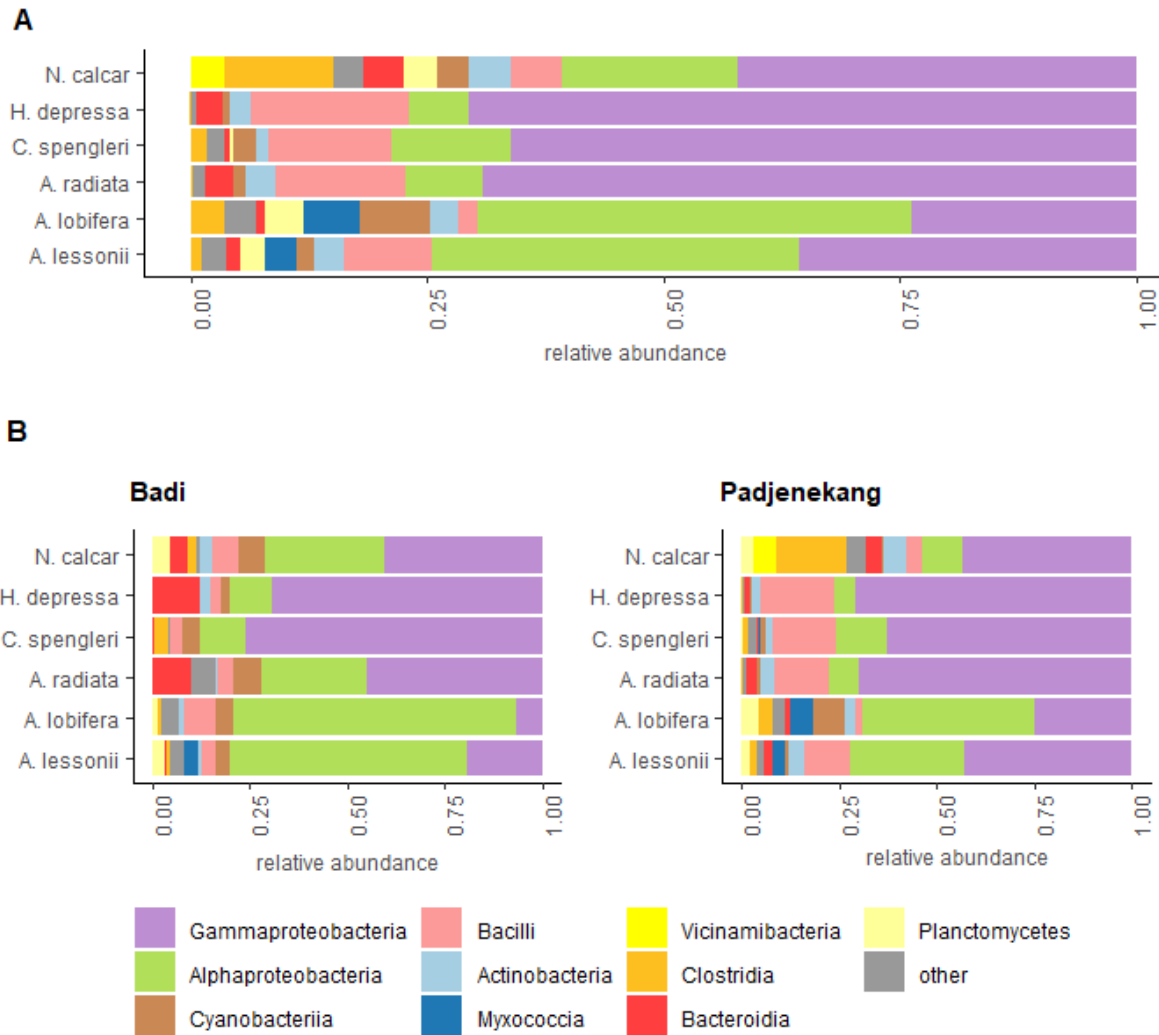 A
N. calcar
H. depressa
C. spengleri
A. radiata
A. lobifera
A. lessonii
0.00
0.25
0.50
0.75
1.00
relative abundance
B
Badi
N. calcar
H. depressa
C. spengleri
A. radiata
A. lobifera
A. lessonii
0.00
0.25
0.50
0.75
1.00
relative abundance
Padjenekang
N. calcar
H. depressa
C. spengleri
A. radiata
A. lobifera
A. lessonii
0.00
0.25
0.50
0.75
1.00
relative abundance
Gammaproteobacteria
Bacilli
Vicinamibacteria
Planctomycetes
Alphaproteobacteria
Actinobacteria
Clostridia
other
Cyanobacteriia
Myxococcia
Bacteroidia